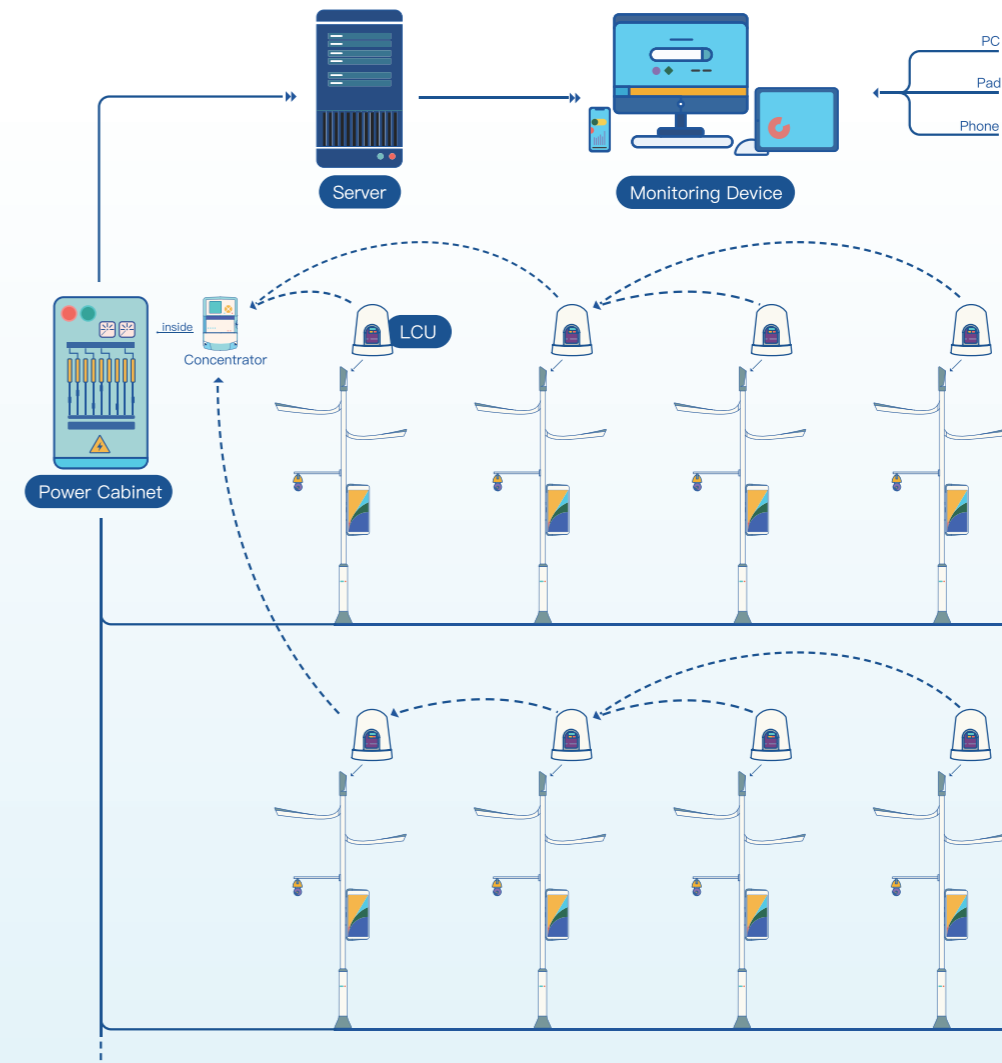 PC
Pad
Phone
Server
Monitoring Device
inside
Concentrator
LCU
Power Cabinet